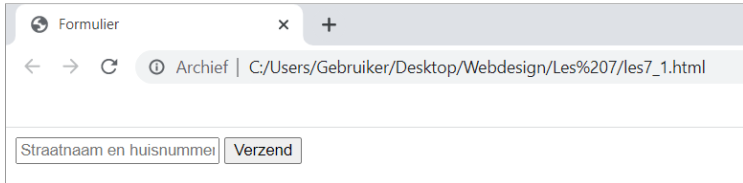 Formulier
Archief | C:/Users/Gebruiker/Desktop/Webdesign/Les%207/les7_1.html
Straatnaam en huisnummer Verzend